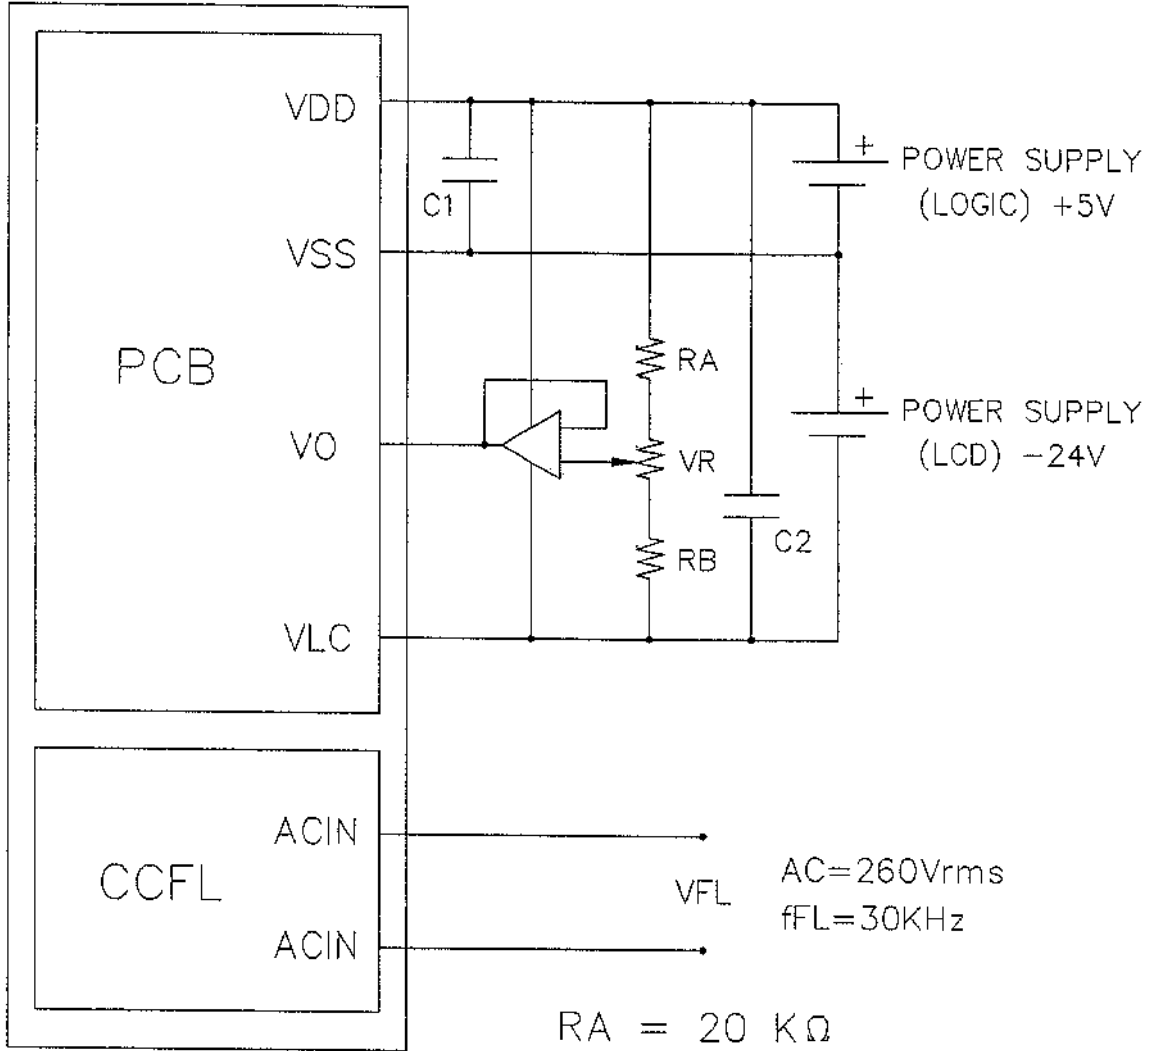 VDD
+
POWER SUPPLY
(LOGIC) +5V
C1
VSS
PCB
RA
+
POWER SUPPLY
(LCD) −24V
VO
VR
C2
RB
VLC
ACIN
CCFL
VFL
AC=260Vrms
fFL=30KHz
ACIN
RA = 20 KΩ